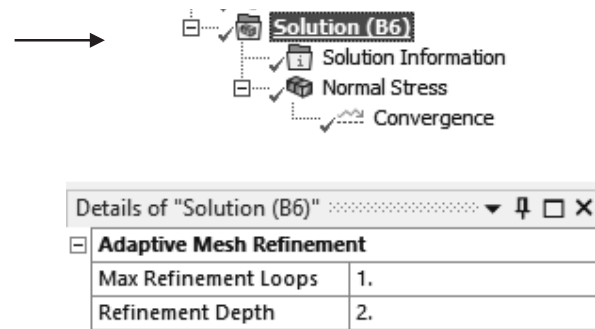 Solution (B6)
Solution Information
Normal Stress
Convergence
Details of "Solution (B6)"
Adaptive Mesh Refinement
Max Refinement Loops 1.
Refinement Depth 2.